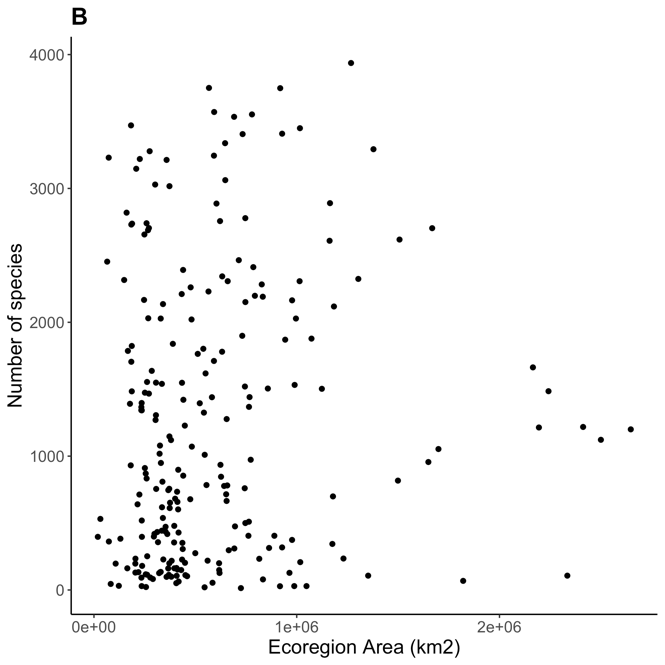 B
4000
3000
2000
1000
0
Number of species
0e+00
1e+06
2e+06
Ecoregion Area (km2)